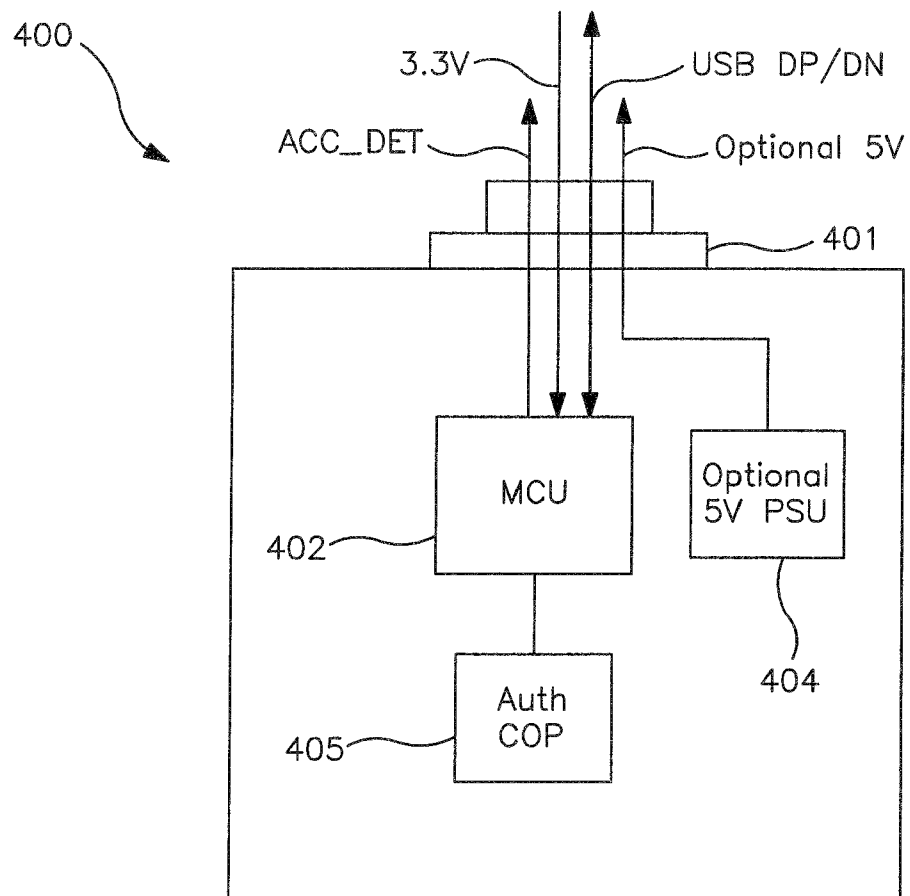 400
3.3V
USB DP/DN
ACC_DET
Optional 5V
401
MCU
Optional
5V PSU
402
404
Auth
COP
405